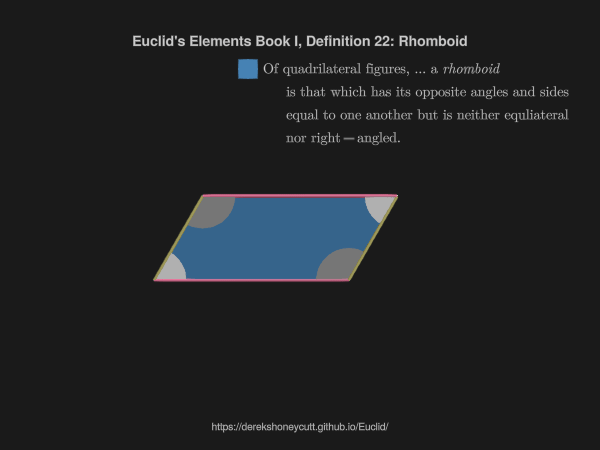 Euclid's Elements Book I, Definition 22: Rhomboid
Of quadrilateral figures, ... a rhomboid
is that which has its opposite angles and sides
equal to one another but is neither equliateral
nor right–angled.
https://derekshoneycutt.github.io/Euclid/